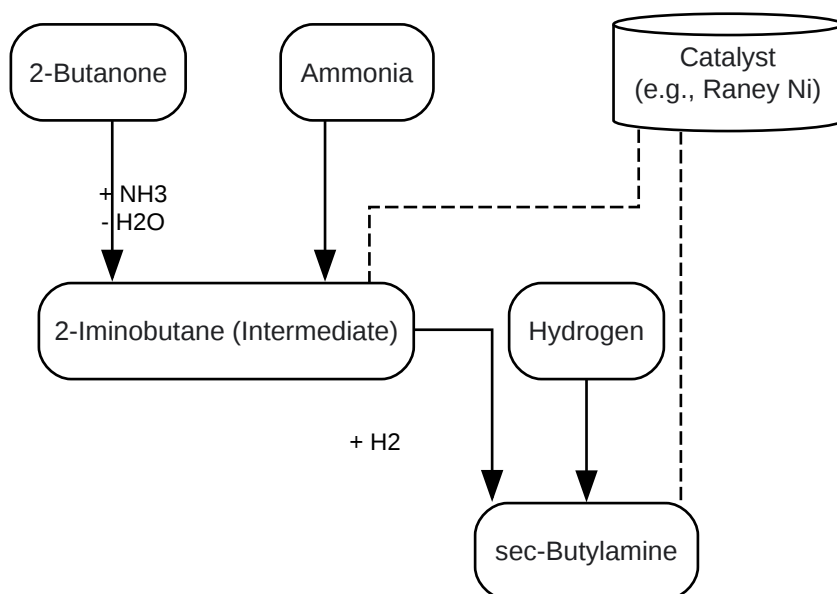 2-Butanone
Ammonia
Catalyst
(e.g., Raney Ni)
+ NH3
- H2O
2-Iminobutane (Intermediate)
Hydrogen
+ H2
sec-Butylamine